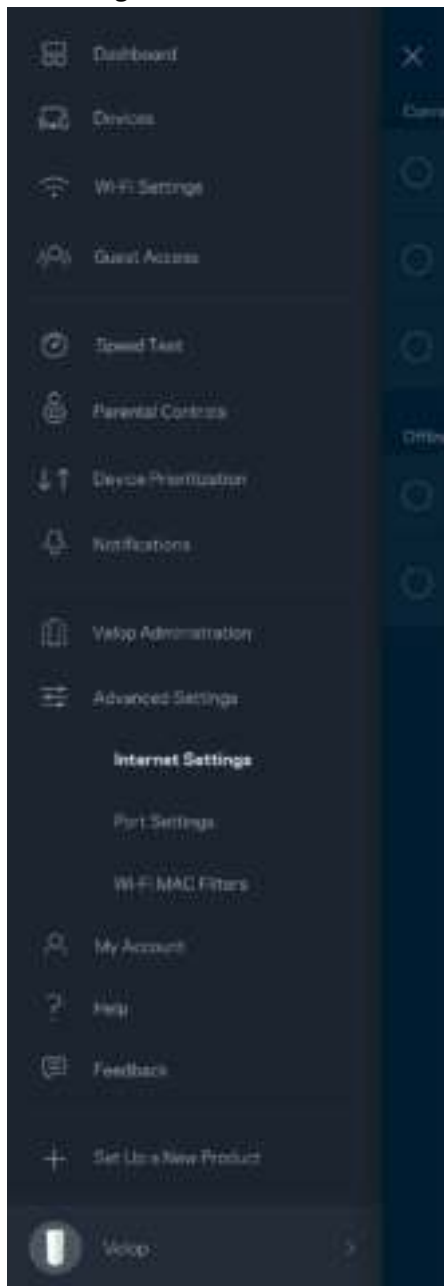 Dashboard
Devices
Wi-Fi Settings
Guest Access
Speed Test
Parental Controls
Device Prioritization
Notifications
Velop Administration
Advanced Settings
Internet Settings
Port Settings
Wi-Fi MAC Filters
My Account
Help
Feedback
Set Up a New Product
Velop